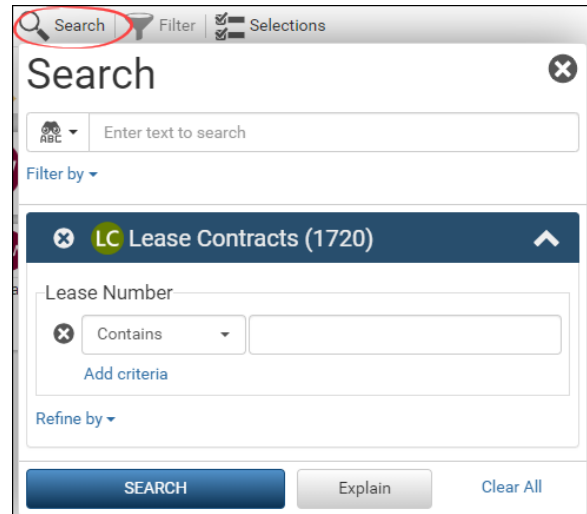 Search Filter Selections
Search
ABC Enter text to search
Filter by
LC Lease Contracts (1720)
Lease Number
Contains
Add criteria
Refine by
SEARCH Explain Clear All